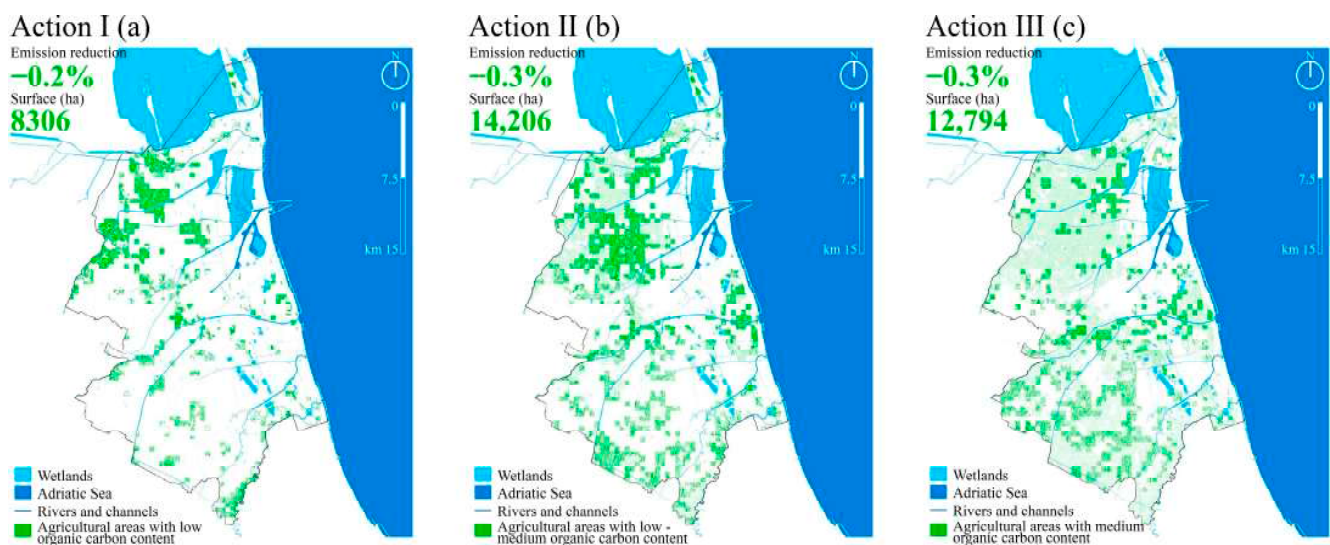 Action I (a)
Emission reduction
−0.2%
Surface (ha)
8306
N
0
7.5
km 15
Wetlands
Adriatic Sea
Rivers and channels
Agricultural areas with low
organic carbon content
Action II (b)
Emission reduction
−0.3%
Surface (ha)
14,206
N
0
7.5
km 15
Wetlands
Adriatic Sea
Rivers and channels
Agricultural areas with low -
medium organic carbon content
Action III (c)
Emission reduction
−0.3%
Surface (ha)
12,794
N
0
7.5
km 15
Wetlands
Adriatic Sea
Rivers and channels
Agricultural areas with medium
organic carbon content